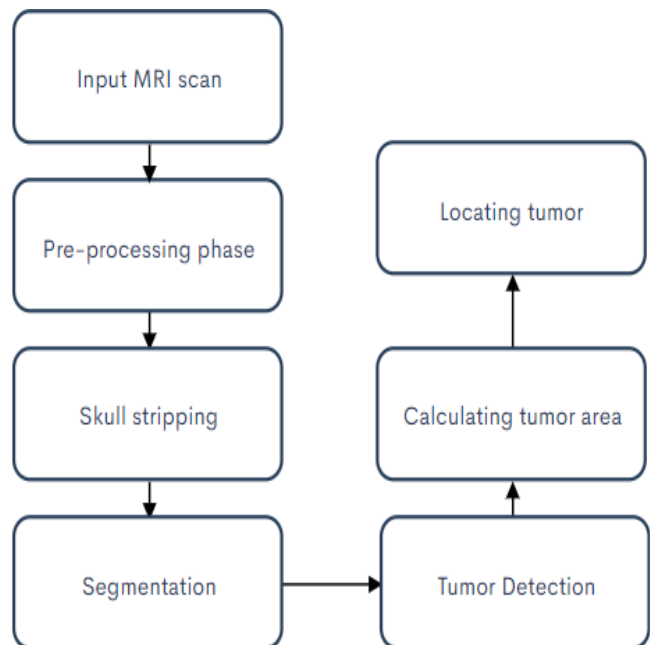 Input MRI scan
Pre-processing phase
Skull stripping
Segmentation
Tumor Detection
Calculating tumor area
Locating tumor